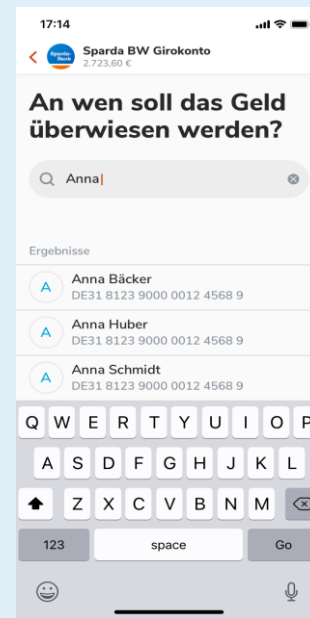 17:14
Sparda-Bank
Sparda BW Girokonto
2.723,60 €
An wen soll das Geld
überwiesen werden?
Anna
Ergebnisse
A
Anna Bäcker
DE31 8123 9000 0012 4568 9
A
Anna Huber
DE31 8123 9000 0012 4568 9
A
Anna Schmidt
DE31 8123 9000 0012 4568 9
Q W E R T Y U I O P
A S D F G H J K L
Z X C V B N M
123 space Go